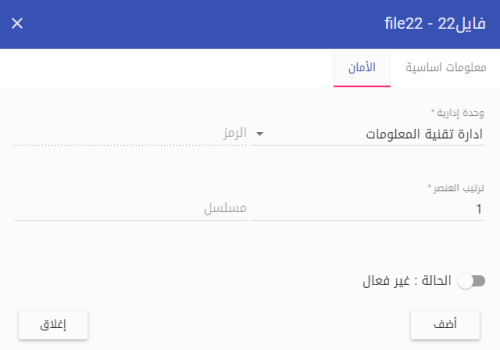 فايل22 - file22
معلومات اساسية
الأمان
وحدة إدارية *
ادارة تقنية المعلومات
الرمز
ترتيب العنصر *
1
مسلسل
الحالة : غير فعال
أضف
إغلاق